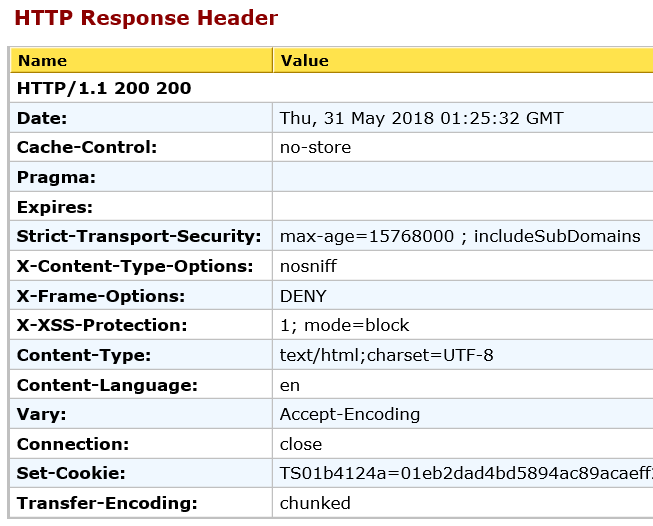 HTTP Response Header
Name Value
HTTP/1.1 200 200
Date: Thu, 31 May 2018 01:25:32 GMT
Cache-Control: no-store
Pragma:
Expires:
Strict-Transport-Security: max-age=15768000 ; includeSubDomains
X-Content-Type-Options: nosniff
X-Frame-Options: DENY
X-XSS-Protection: 1; mode=block
Content-Type: text/html;charset=UTF-8
Content-Language: en
Vary: Accept-Encoding
Connection: close
Set-Cookie: TS01b4124a=01eb2dad4bd5894ac89acaeff
Transfer-Encoding: chunked